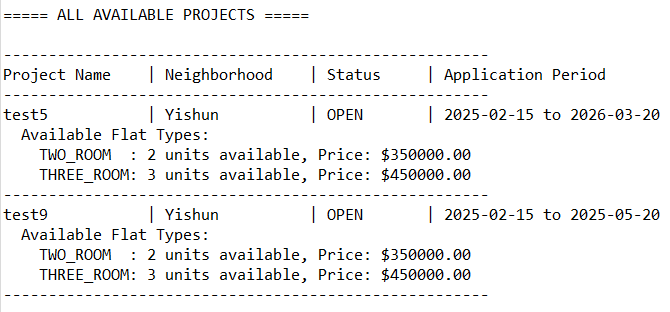 ===== ALL AVAILABLE PROJECTS =====
------------------------------------------------------
Project Name    | Neighborhood    | Status     | Application Period
------------------------------------------------------
test5           | Yishun          | OPEN       | 2025-02-15 to 2026-03-20
  Available Flat Types:
    TWO_ROOM  : 2 units available, Price: $350000.00
    THREE_ROOM: 3 units available, Price: $450000.00
------------------------------------------------------
test9           | Yishun          | OPEN       | 2025-02-15 to 2025-05-20
  Available Flat Types:
    TWO_ROOM  : 2 units available, Price: $350000.00
    THREE_ROOM: 3 units available, Price: $450000.00
------------------------------------------------------